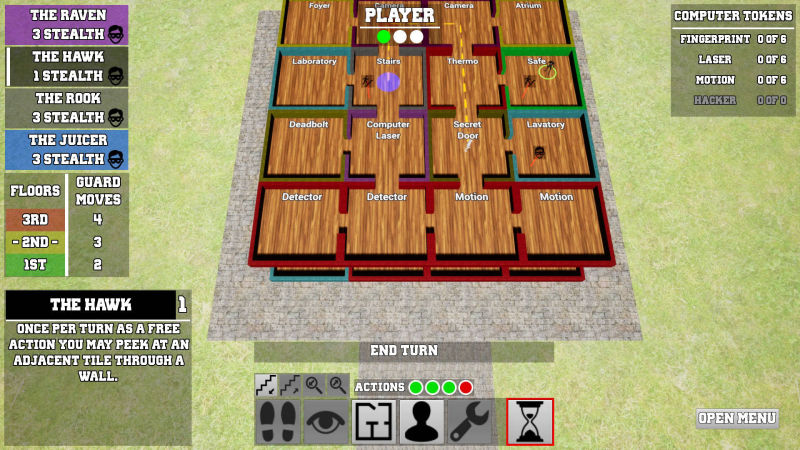 THE RAVEN
3 STEALTH
THE HAWK
1 STEALTH
THE ROOK
3 STEALTH
THE JUICER
3 STEALTH
FLOORS
GUARD
MOVES
3RD 4
- 2ND - 3
1ST 2
THE HAWK 1
ONCE PER TURN AS A FREE
ACTION YOU MAY PEEK AT AN
ADJACENT TILE THROUGH A
WALL.
PLAYER
Foyer Camera Camera Atrium
Laboratory Stairs Thermo Safe
Deadbolt Computer Laser Secret Door Lavatory
Detector Detector Motion Motion
END TURN
ACTIONS
COMPUTER TOKENS
FINGERPRINT 0 OF 6
LASER 0 OF 6
MOTION 0 OF 6
HACKER 0 OF 0
OPEN MENU